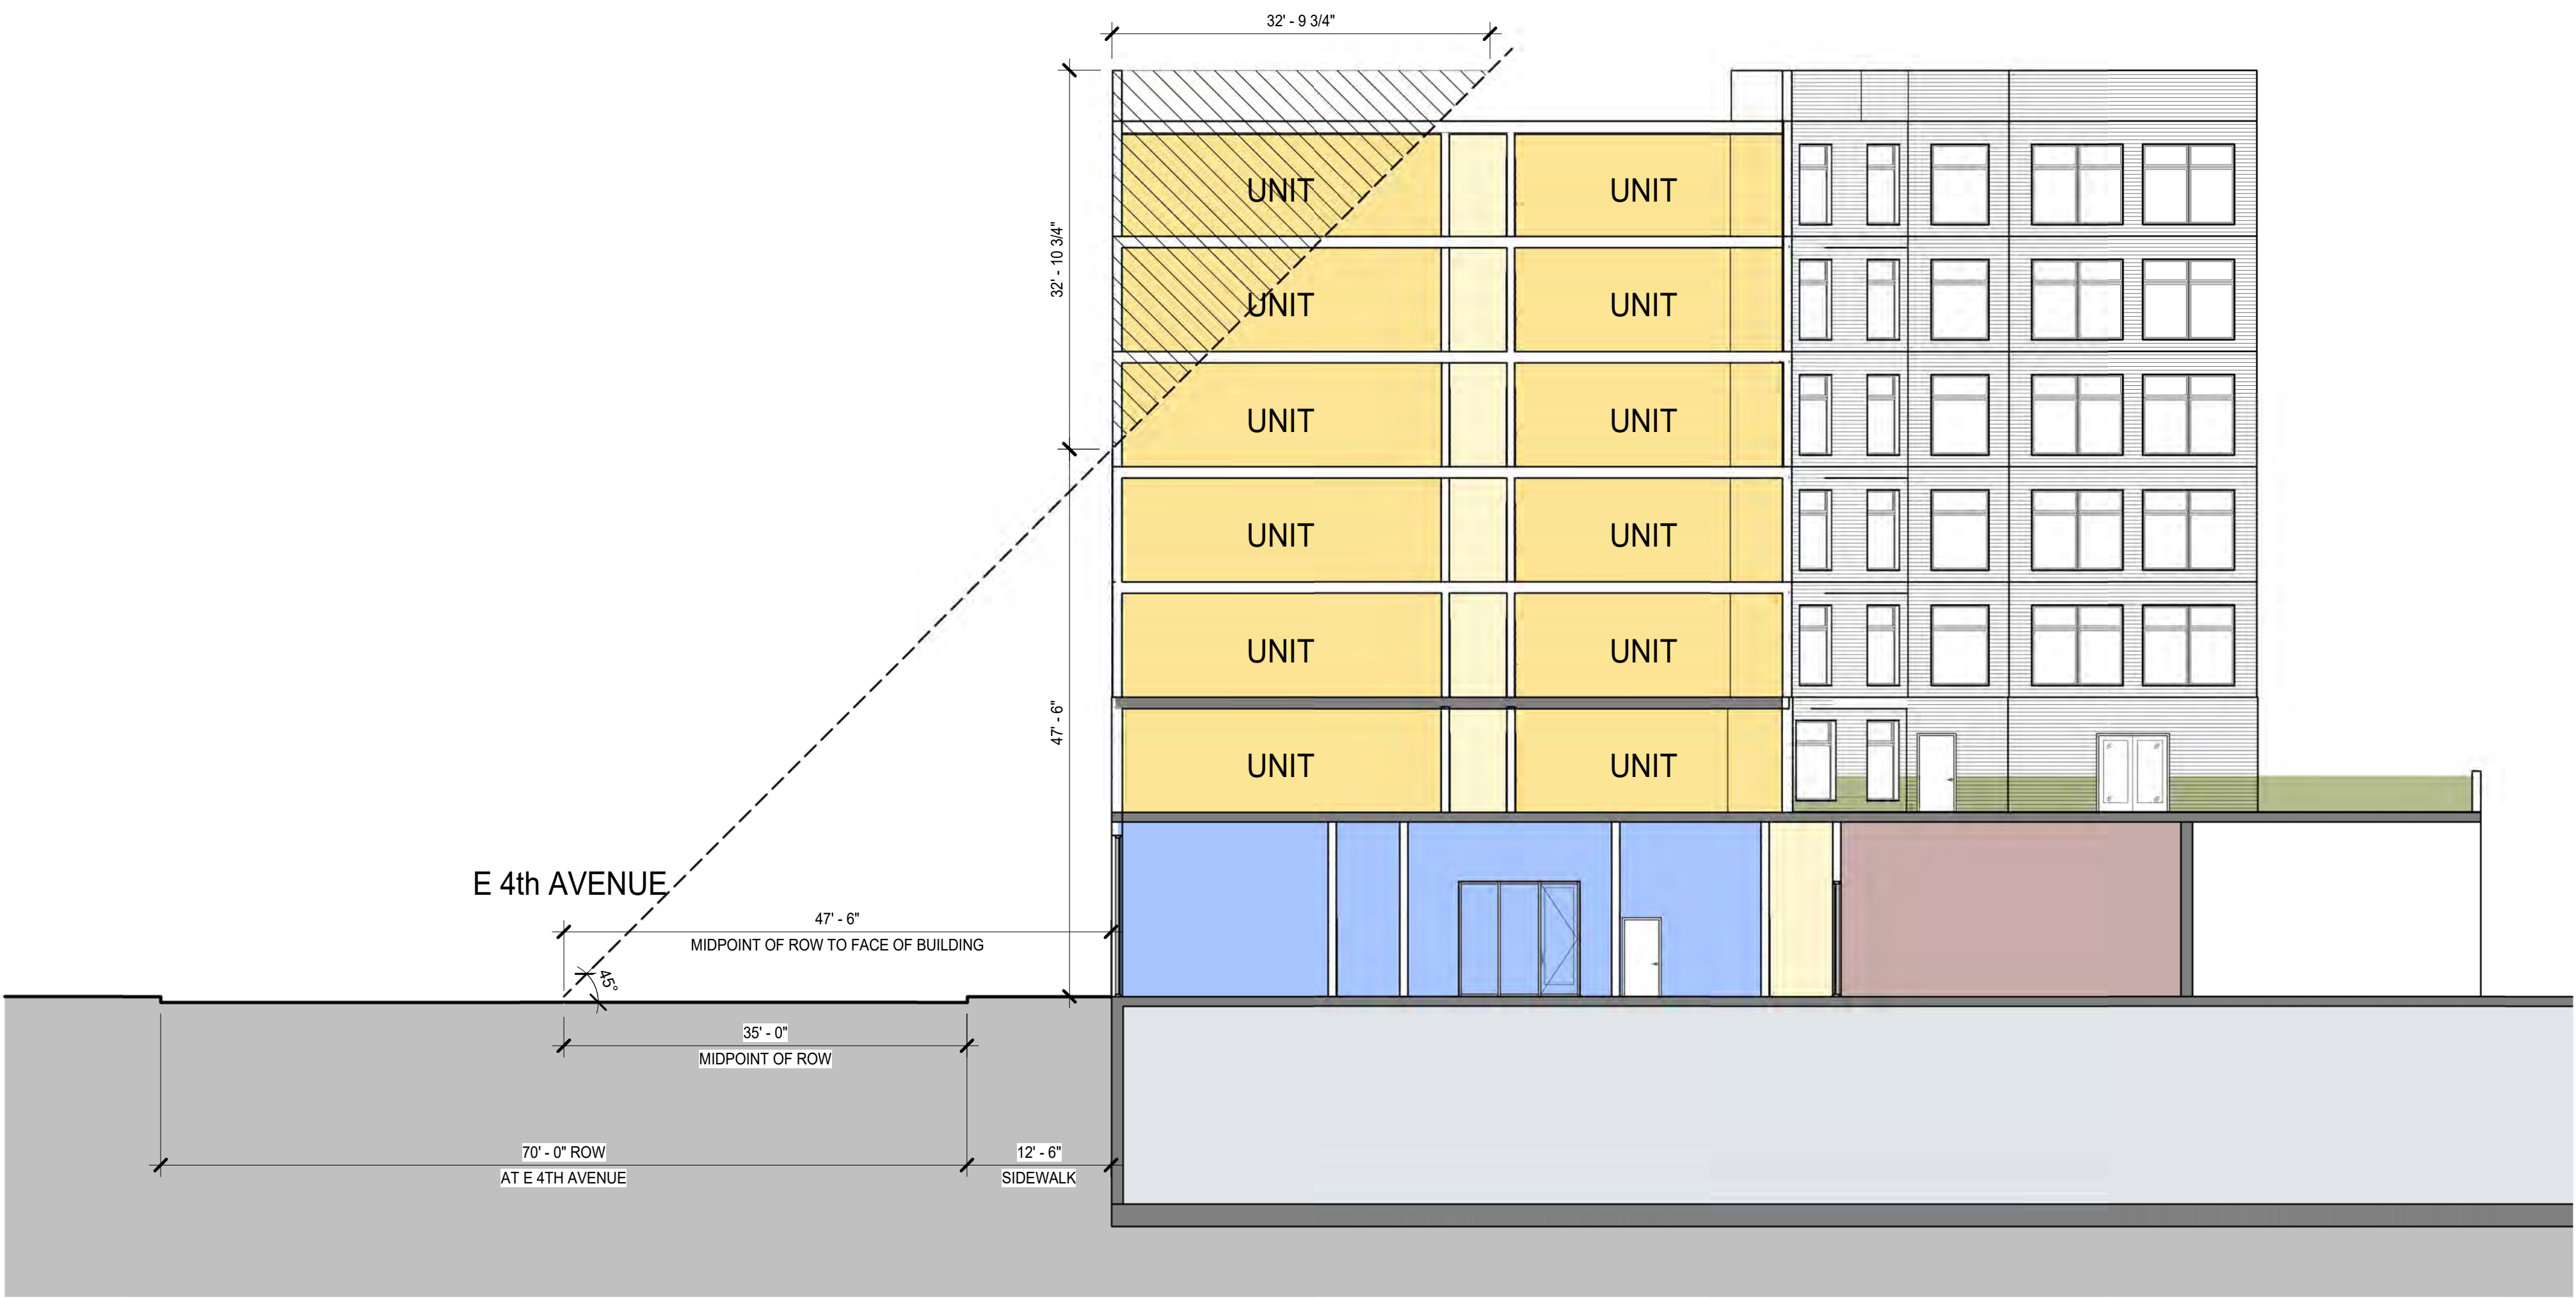 32' - 9 3/4"
32' - 10 3/4"
UNIT UNIT
UNIT UNIT
UNIT UNIT
UNIT UNIT
UNIT UNIT
47' - 6"
UNIT UNIT
E 4th AVENUE
47' - 6"
MIDPOINT OF ROW TO FACE OF BUILDING
45°
35' - 0"
MIDPOINT OF ROW
70' - 0" ROW
AT E 4TH AVENUE
12' - 6"
SIDEWALK